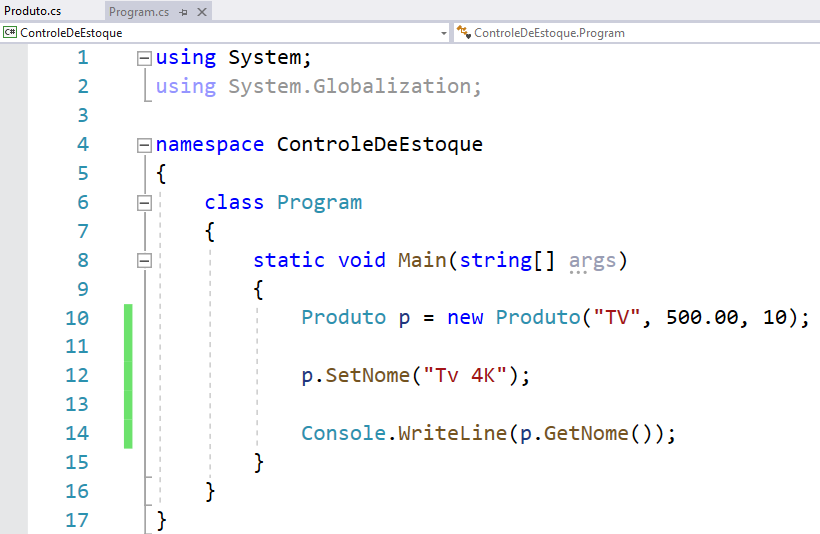 Produto.cs Program.cs
C# ControleDeEstoque ControleDeEstoque.Program
1 using System;
2 using System.Globalization;
3
4 namespace ControleDeEstoque
5 {
6 class Program
7 {
8 static void Main(string[] args)
9 {
10 Produto p = new Produto("TV", 500.00, 10);
11
12 p.SetNome("Tv 4K");
13
14 Console.WriteLine(p.GetNome());
15 }
16 }
17 }